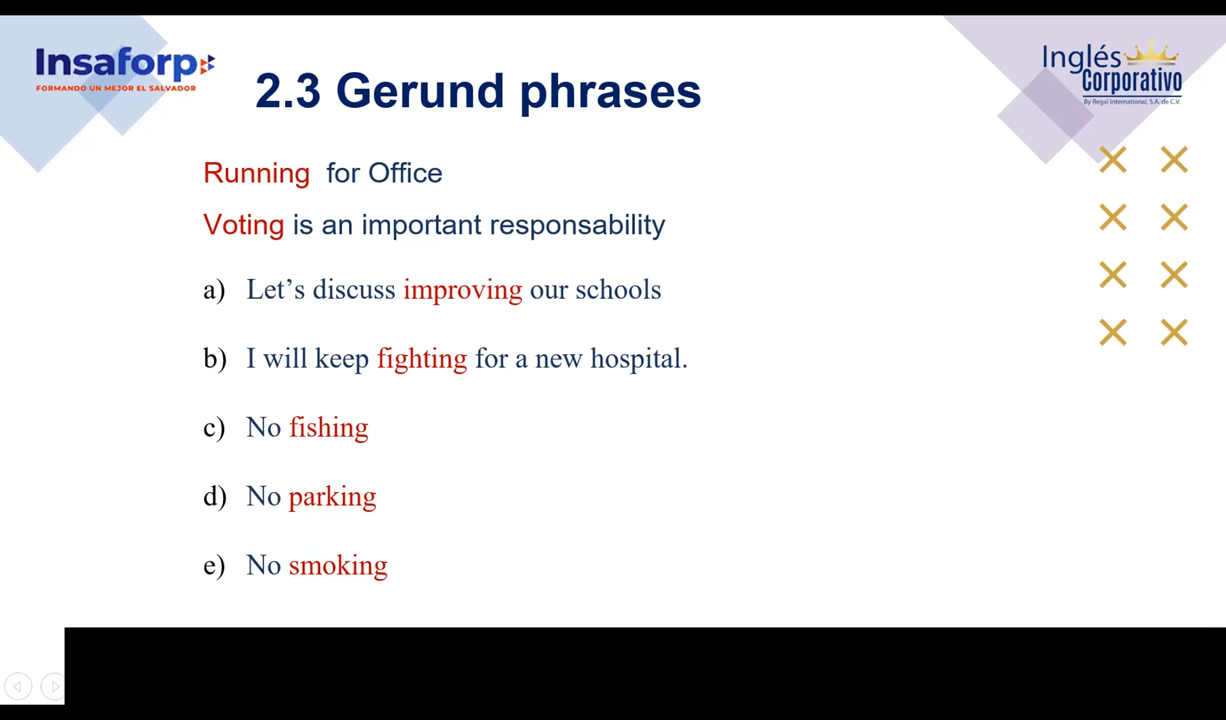 Insaforp
FORMANDO UN MEJOR EL SALVADOR
Inglés
Corporativo
By Regal International, S.A. de C.V.
2.3 Gerund phrases
Running for Office
Voting is an important responsability
a) Let’s discuss improving our schools
b) I will keep fighting for a new hospital.
c) No fishing
d) No parking
e) No smoking